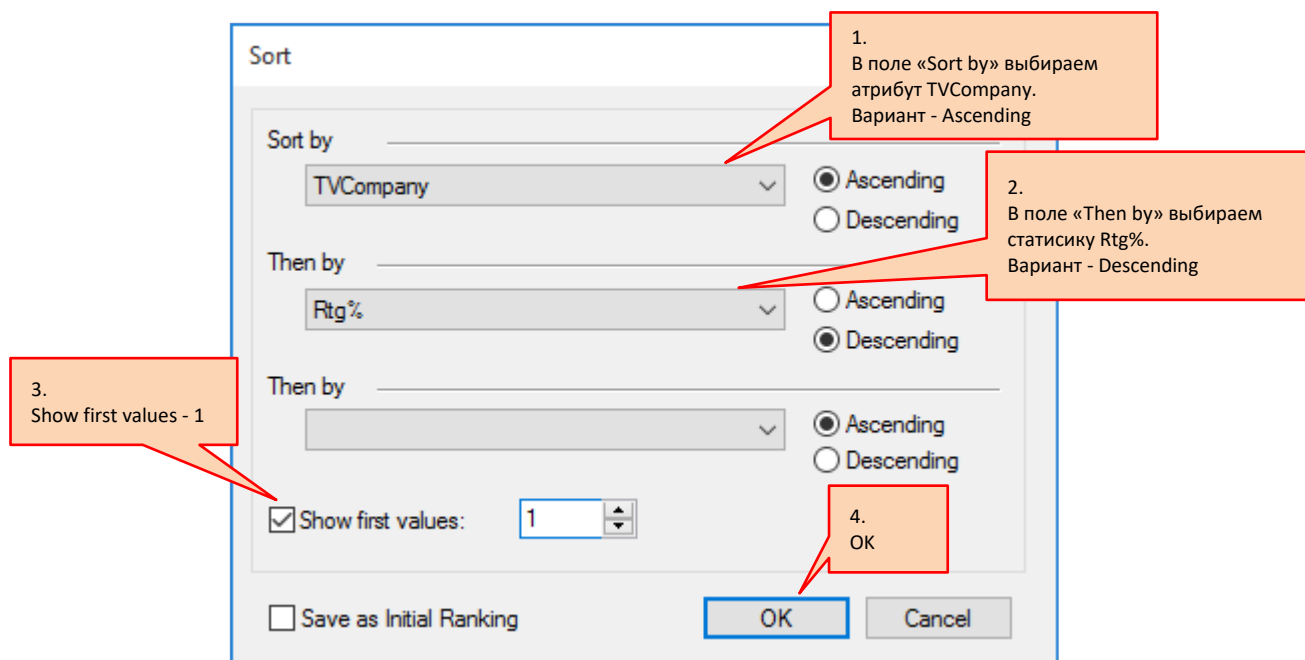 Sort
1.
В поле «Sort by» выбираем
атрибут TVCompany.
Вариант - Ascending
Sort by
TVCompany
Ascending
Descending
2.
В поле «Then by» выбираем
статисику Rtg%.
Вариант - Descending
Then by
Rtg%
Ascending
Descending
3.
Show first values - 1
Then by
Ascending
Descending
Show first values:
1
4.
OK
Save as Initial Ranking
OK
Cancel